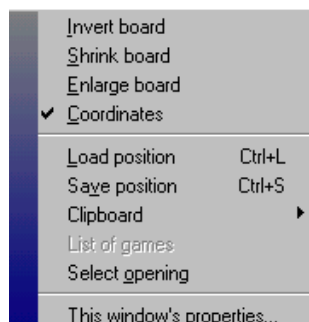 Invert board
Shrink board
Enlarge board
Coordinates
Load position Ctrl+L
Save position Ctrl+S
Clipboard
List of games
Select opening
This window's properties...